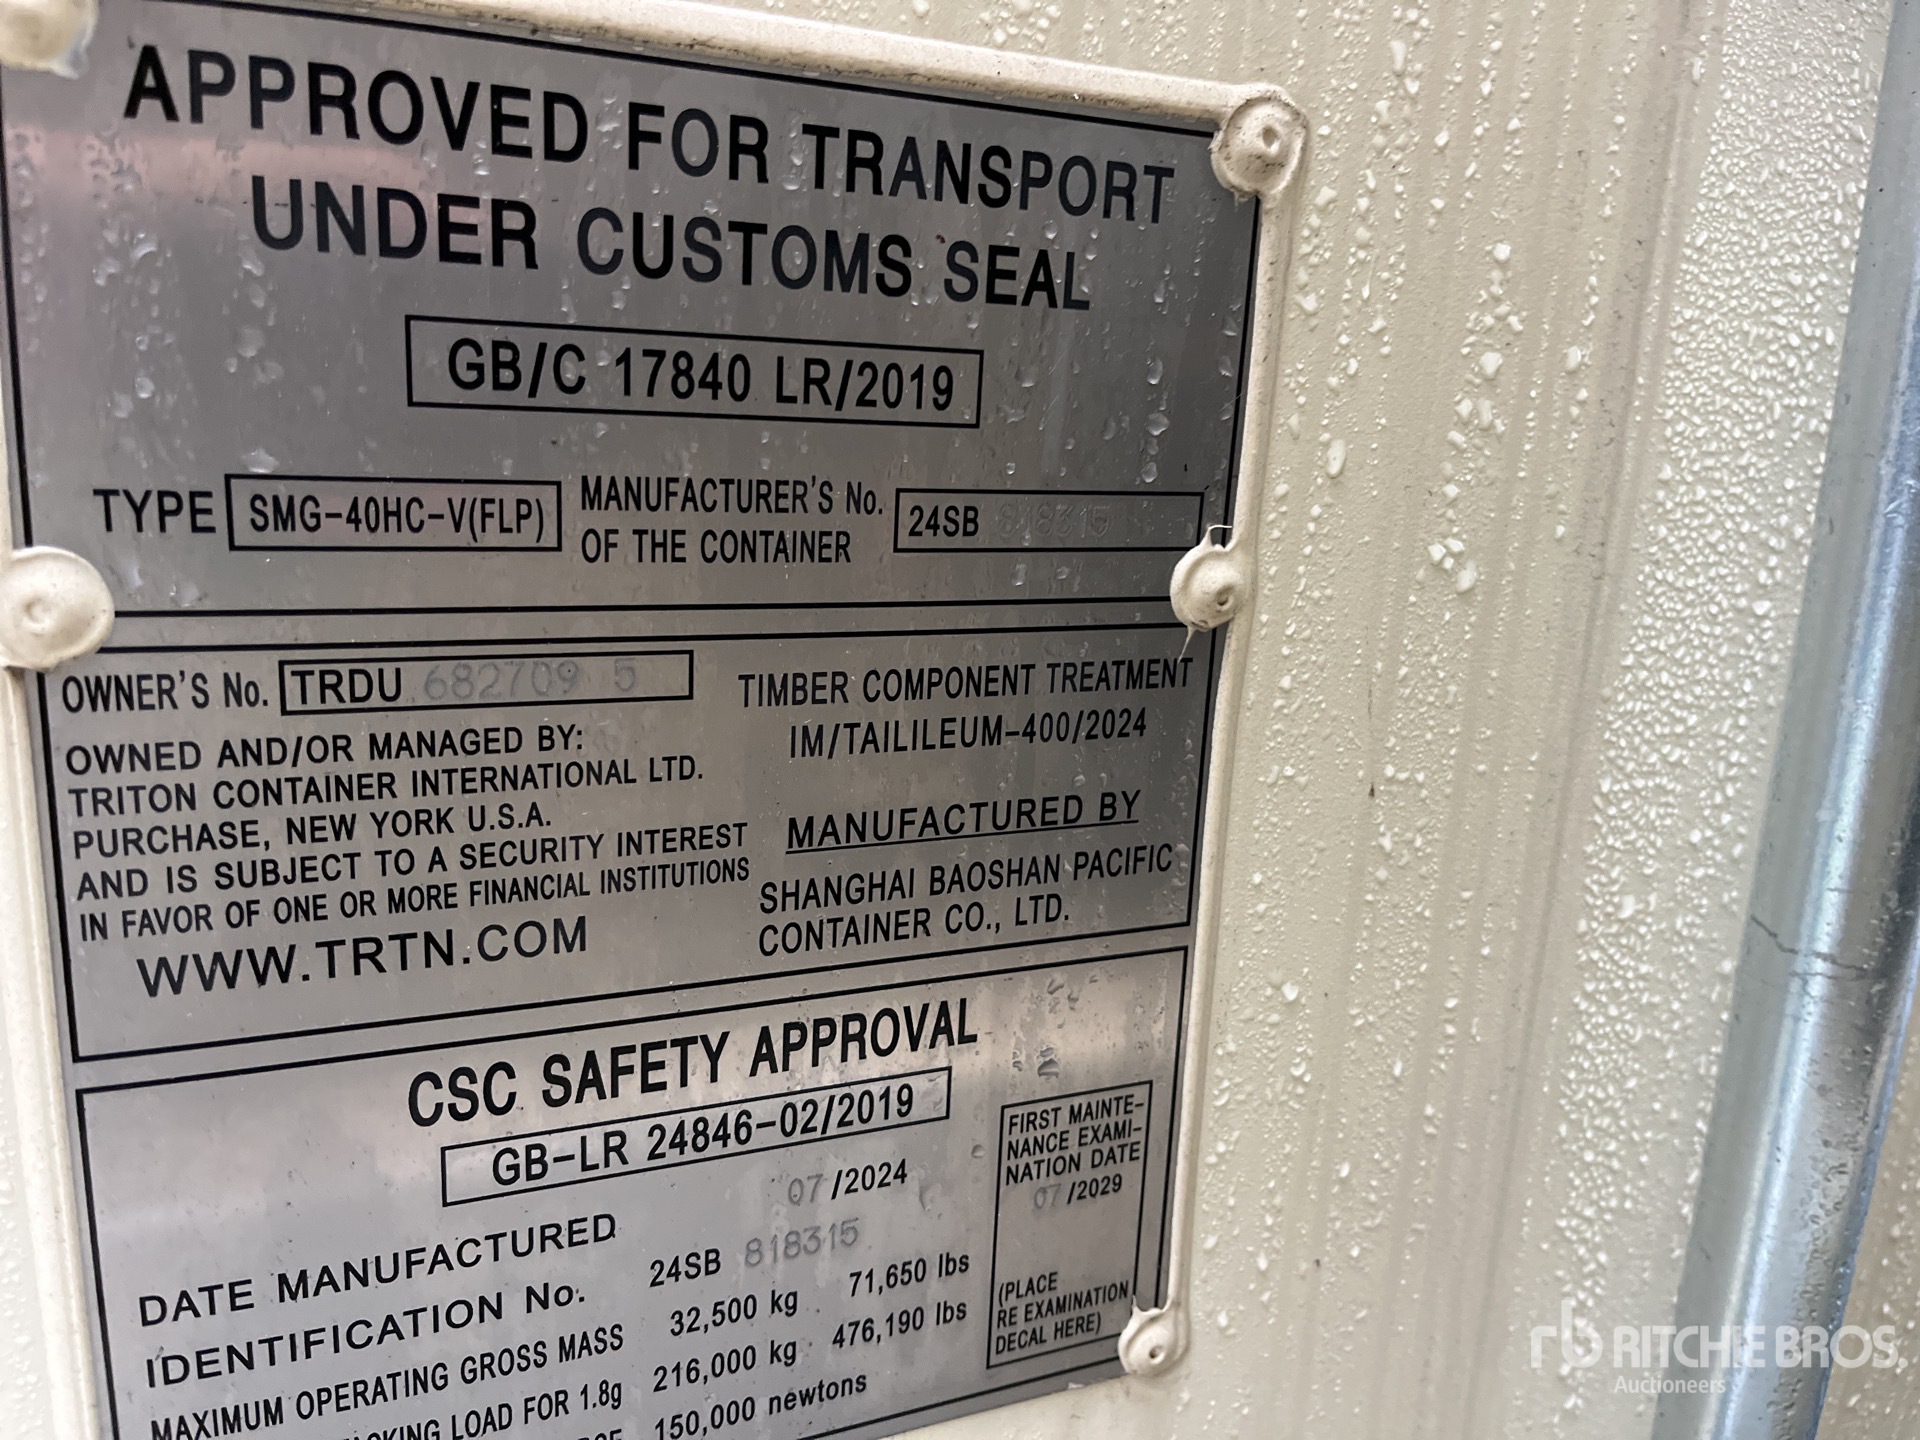 APPROVED FOR TRANSPORT
UNDER CUSTOMS SEAL
GB/C 17840 LR/2019
TYPE SMG-40HC-V(FLP) MANUFACTURER'S No. OF THE CONTAINER 24SB 818315
OWNER'S No. TRDU 682709 5
OWNED AND/OR MANAGED BY:
TRITON CONTAINER INTERNATIONAL LTD.
PURCHASE, NEW YORK U.S.A.
AND IS SUBJECT TO A SECURITY INTEREST
IN FAVOR OF ONE OR MORE FINANCIAL INSTITUTIONS
WWW.TRTN.COM
TIMBER COMPONENT TREATMENT
IM/TAILILEUM-400/2024
MANUFACTURED BY
SHANGHAI BAOSHAN PACIFIC
CONTAINER CO., LTD.
CSC SAFETY APPROVAL
GB-LR 24846-02/2019
DATE MANUFACTURED 07/2024
IDENTIFICATION No. 24SB 818315
MAXIMUM OPERATING GROSS MASS 32,500 kg 71,650 lbs
LOAD FOR 1.8g 216,000 kg 476,190 lbs
150,000 newtons
FIRST MAINTE-
NANCE EXAMI-
NATION DATE
07/2029
(PLACE
RE EXAMINATION
DECAL HERE)
rb RITCHIE BROS.
Auctioneers